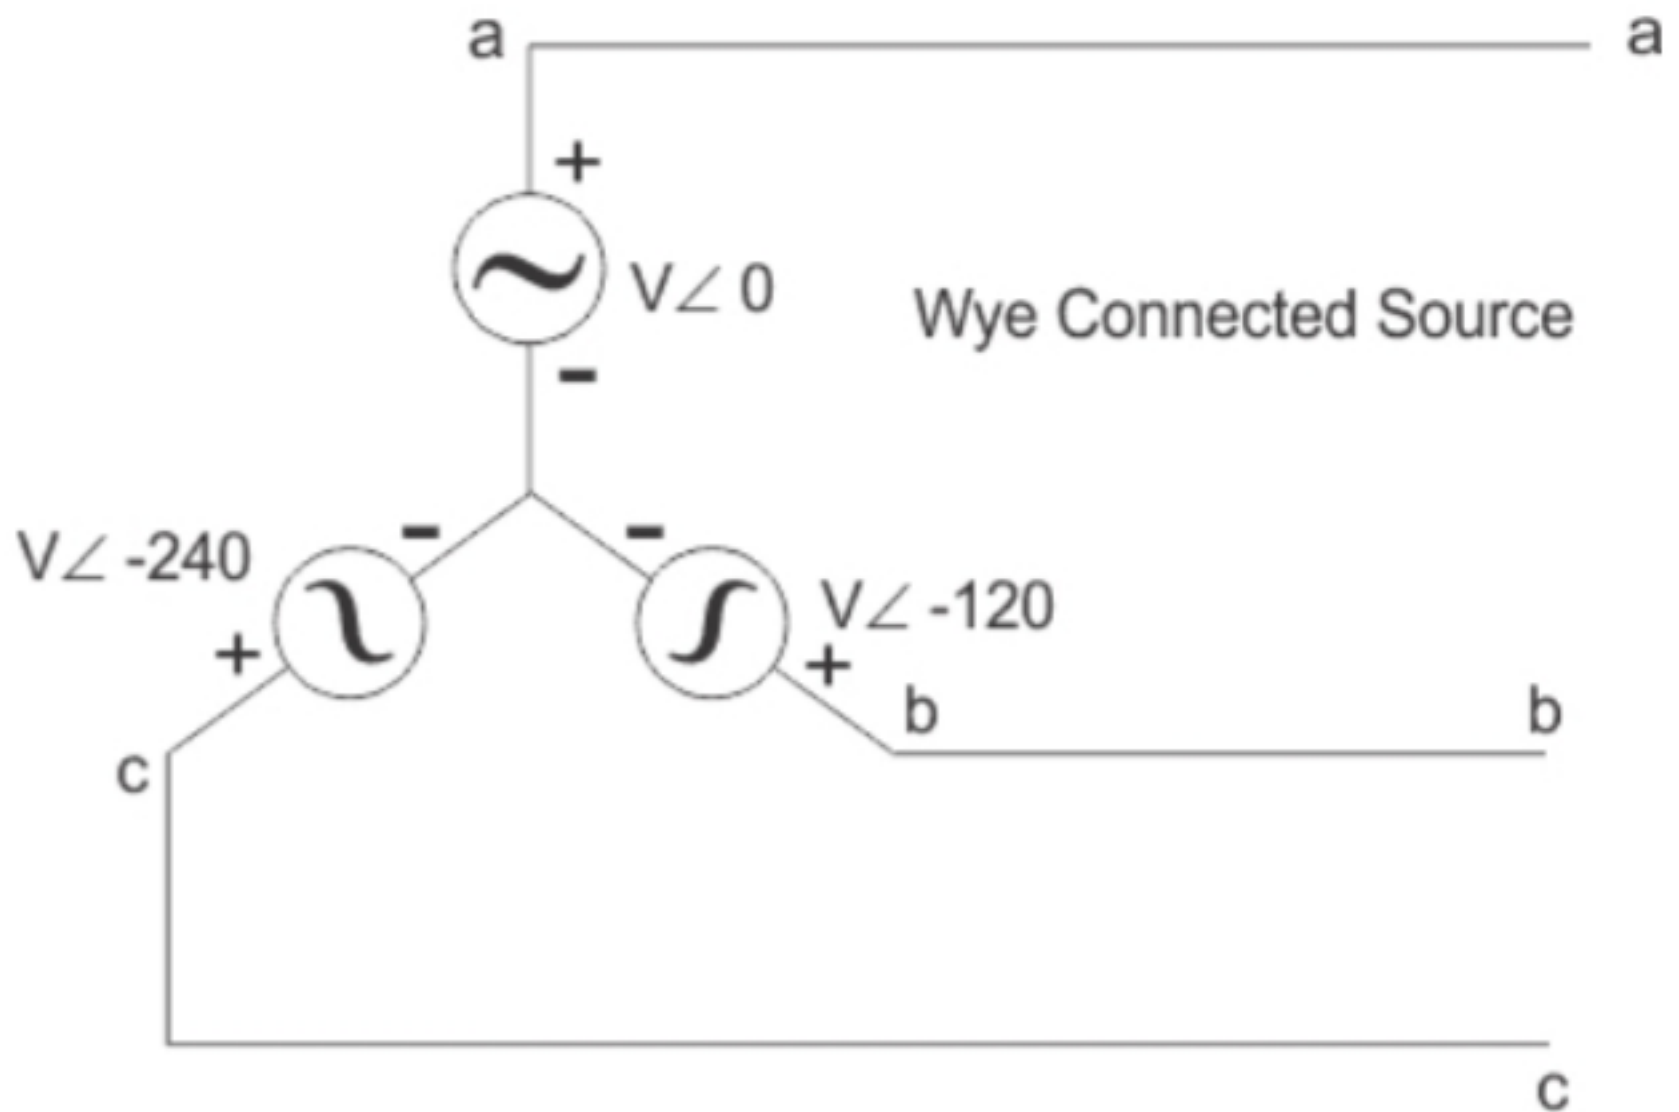 a
a
+
V∠ 0
Wye Connected Source
-
-
-
V∠ -240
V∠ -120
+
+
b
b
c
c